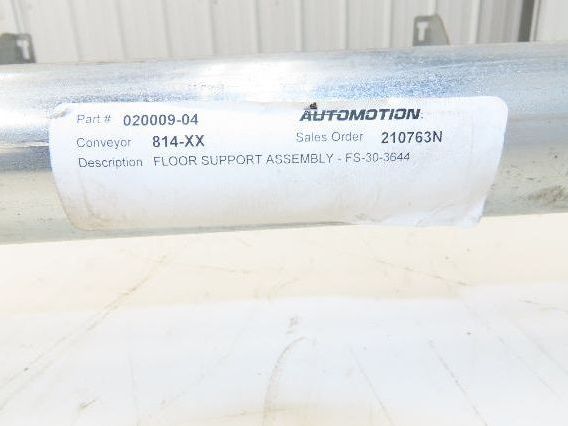 Part # 020009-04 AUTOMOTION
Conveyor 814-XX Sales Order 210763N
Description FLOOR SUPPORT ASSEMBLY - FS-30-3644